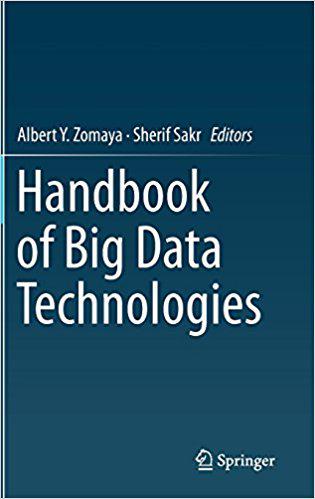 Albert Y. Zomaya · Sherif Sakr Editors
Handbook
of Big Data
Technologies
Springer